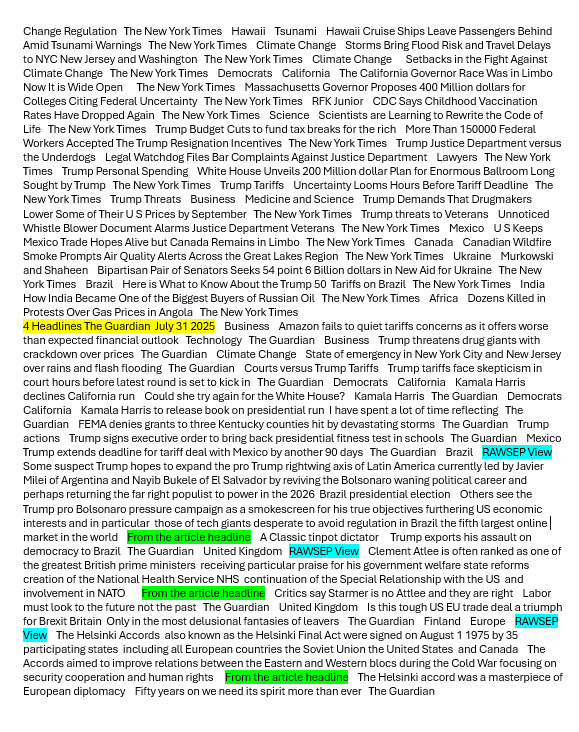 Change Regulation The New York Times Hawaii Tsunami Hawaii Cruise Ships Leave Passengers Behind
Amid Tsunami Warnings The New York Times Climate Change Storms Bring Flood Risk and Travel Delays
to NYC New Jersey and Washington The New York Times Climate Change Setbacks in the Fight Against
Climate Change The New York Times Democrats California The California Governor Race Was in Limbo
Now It is Wide Open The New York Times Massachusetts Governor Proposes 400 Million dollars for
Colleges Citing Federal Uncertainty The New York Times RFK Junior CDC Says Childhood Vaccination
Rates Have Dropped Again The New York Times Science Scientists are Learning to Rewrite the Code of
Life The New York Times Trump Budget Cuts to fund tax breaks for the rich More Than 150000 Federal
Workers Accepted The Trump Resignation Incentives The New York Times Trump Justice Department versus
the Underdogs Legal Watchdog Files Bar Complaints Against Justice Department Lawyers The New York
Times Trump Personal Spending White House Unveils 200 Million dollar Plan for Enormous Ballroom Long
Sought by Trump The New York Times Trump Tariffs Uncertainty Looms Hours Before Tariff Deadline The
New York Times Trump Threats Business Medicine and Science Trump Demands That Drugmakers
Lower Some of Their U S Prices by September The New York Times Trump threats to Veterans Unnoticed
Whistle Blower Document Alarms Justice Department Veterans The New York Times Mexico U S Keeps
Mexico Trade Hopes Alive but Canada Remains in Limbo The New York Times Canada Canadian Wildfire
Smoke Prompts Air Quality Alerts Across the Great Lakes Region The New York Times Ukraine Murkowski
and Shaheen Bipartisan Pair of Senators Seeks 54 point 6 Billion dollars in New Aid for Ukraine The New
York Times Brazil Here is What to Know About the Trump 50 Tariffs on Brazil The New York Times India
How India Became One of the Biggest Buyers of Russian Oil The New York Times Africa Dozens Killed in
Protests Over Gas Prices in Angola The New York Times
4 Headlines The Guardian July 31 2025 Business Amazon fails to quiet tariffs concerns as it offers worse
than expected financial outlook Technology The Guardian Business Trump threatens drug giants with
crackdown over prices The Guardian Climate Change State of emergency in New York City and New Jersey
over rains and flash flooding The Guardian Courts versus Trump Tariffs Trump tariffs face skepticism in
court hours before latest round is set to kick in The Guardian Democrats California Kamala Harris
declines California run Could she try again for the White House? Kamala Harris The Guardian Democrats
California Kamala Harris to release book on presidential run I have spent a lot of time reflecting The
Guardian FEMA denies grants to three Kentucky counties hit by devastating storms The Guardian Trump
actions Trump signs executive order to bring back presidential fitness test in schools The Guardian Mexico
Trump extends deadline for tariff deal with Mexico by another 90 days The Guardian Brazil RAWSEP View
Some suspect Trump hopes to expand the pro Trump rightwing axis of Latin America currently led by Javier
Milei of Argentina and Nayib Bukele of El Salvador by reviving the Bolsonaro waning political career and
perhaps returning the far right populist to power in the 2026 Brazil presidential election Others see the
Trump pro Bolsonaro pressure campaign as a smokescreen for his true objectives furthering US economic
interests and in particular those of tech giants desperate to avoid regulation in Brazil the fifth largest online
market in the world From the article headline A Classic tinpot dictator Trump exports his assault on
democracy to Brazil The Guardian United Kingdom RAWSEP View Clement Atlee is often ranked as one of
the greatest British prime ministers receiving particular praise for his government welfare state reforms
creation of the National Health Service NHS continuation of the Special Relationship with the US and
involvement in NATO From the article headline Critics say Starmer is no Attlee and they are right Labor
must look to the future not the past The Guardian United Kingdom Is this tough US EU trade deal a triumph
for Brexit Britain Only in the most delusional fantasies of leavers The Guardian Finland Europe RAWSEP
View The Helsinki Accords also known as the Helsinki Final Act were signed on August 1 1975 by 35
participating states including all European countries the Soviet Union the United States and Canada The
Accords aimed to improve relations between the Eastern and Western blocs during the Cold War focusing on
security cooperation and human rights From the article headline The Helsinki accord was a masterpiece of
European diplomacy Fifty years on we need its spirit more than ever The Guardian